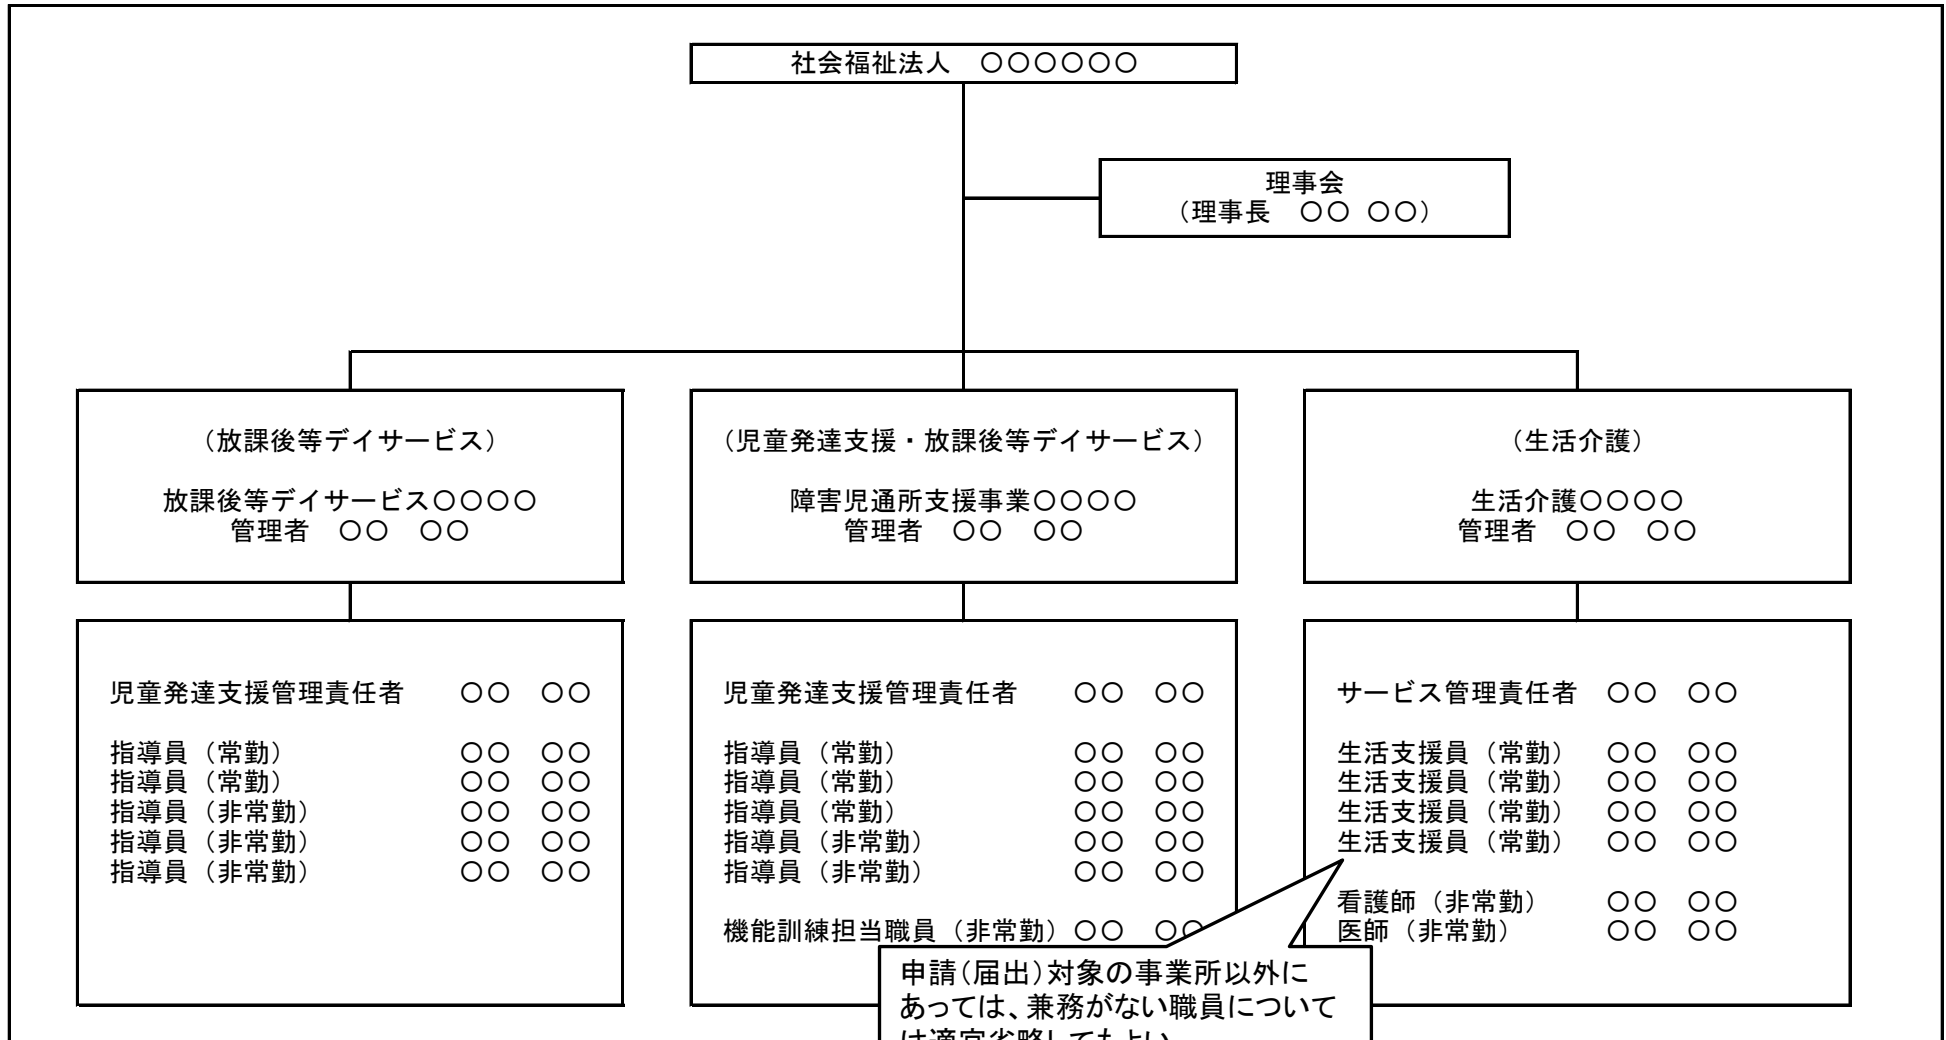 社会福祉法人　〇〇〇〇〇〇
理事会
（理事長　〇〇 〇〇）
（放課後等デイサービス）
放課後等デイサービス〇〇〇〇
管理者　〇〇　〇〇
（児童発達支援・放課後等デイサービス）
障害児通所支援事業〇〇〇〇
管理者　〇〇　〇〇
（生活介護）
生活介護〇〇〇〇
管理者　〇〇　〇〇
児童発達支援管理責任者　〇〇　〇〇
指導員（常勤）　〇〇　〇〇
指導員（常勤）　〇〇　〇〇
指導員（非常勤）　〇〇　〇〇
指導員（非常勤）　〇〇　〇〇
指導員（非常勤）　〇〇　〇〇
児童発達支援管理責任者　〇〇　〇〇
指導員（常勤）　〇〇　〇〇
指導員（常勤）　〇〇　〇〇
指導員（常勤）　〇〇　〇〇
指導員（非常勤）　〇〇　〇〇
指導員（非常勤）　〇〇　〇〇
機能訓練担当職員（非常勤）〇〇　〇〇
サービス管理責任者　〇〇　〇〇
生活支援員（常勤）　〇〇　〇〇
生活支援員（常勤）　〇〇　〇〇
生活支援員（常勤）　〇〇　〇〇
生活支援員（常勤）　〇〇　〇〇
看護師（非常勤）　〇〇　〇〇
医師（非常勤）　〇〇　〇〇
申請（届出）対象の事業所以外に
あっては、兼務がない職員について
は適宜省略してもよい